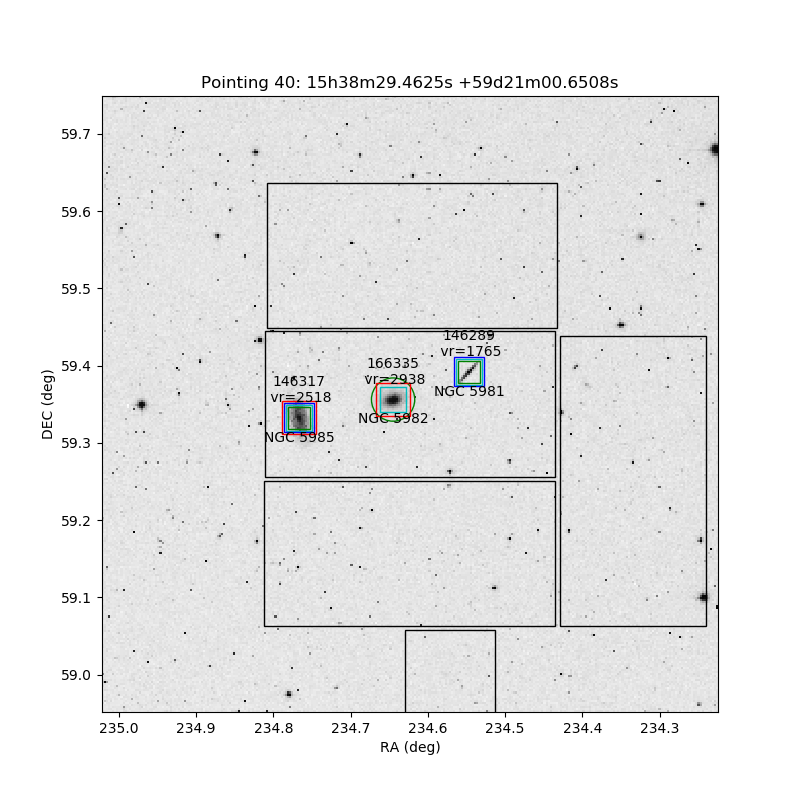 Pointing 40: 15h38m29.4625s +59d21m00.6508s
59.7
59.6
59.5
59.4
59.3
59.2
59.1
59.0
DEC (deg)
146289
vr=1765
NGC 5981
166335
vr=2938
NGC 5982
146317
vr=2518
NGC 5985
235.0
234.9
234.8
234.7
234.6
234.5
234.4
234.3
RA (deg)